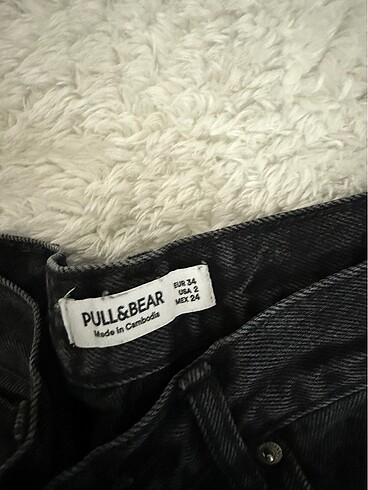 PULL&BEAR
Made in Cambodia
EUR 34
USA 2
MEX 24